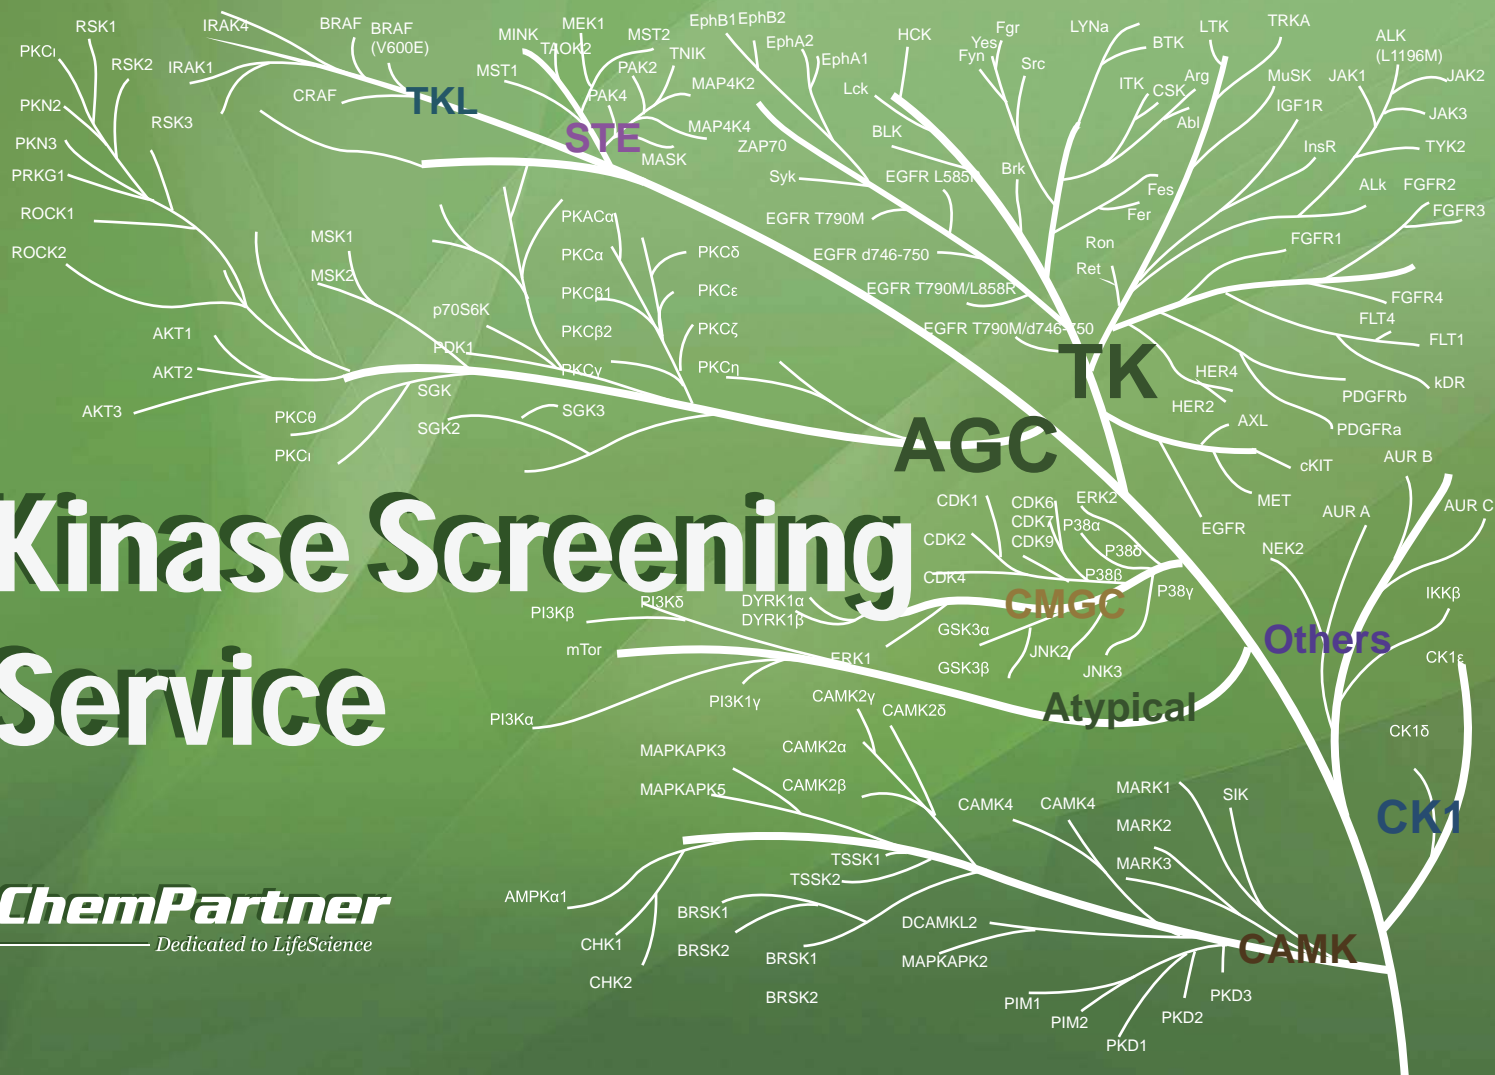 RSK1
PKCι
RSK2
PKN2
RSK3
PKN3
PRKG1
ROCK1
ROCK2
IRAK4
IRAK1
BRAF
BRAF
(V600E)
CRAF
TKL
MINK
MEK1
TAOK2
MST2
MST1
TNIK
PAK2
PAK4
MAP4K2
MAP4K4
STE
MASK
EphB1
EphB2
EphA2
EphA1
ZAP70
Syk
HCK
Lck
BLK
EGFR L585R
EGFR T790M
EGFR d746-750
EGFR T790M/L858R
EGFR T790M/d746-750
Fgr
Yes
Fyn
Src
Brk
LYNa
BTK
ITK
CSK
Arg
Abl
LTK
TRKA
MuSK
IGF1R
InsR
JAK1
ALK
(L1196M)
JAK2
JAK3
TYK2
ALk
FGFR2
FGFR3
Fes
Fer
Ron
Ret
FGFR1
FGFR4
FLT4
FLT1
kDR
PDGFRb
PDGFRa
HER4
HER2
AXL
cKIT
MET
EGFR
TK
AGC
MSK1
MSK2
p70S6K
PDK1
PKACα
PKCα
PKCβ1
PKCβ2
PKCγ
PKCδ
PKCε
PKCζ
PKCη
AKT1
AKT2
AKT3
PKCθ
PKCι
SGK
SGK2
SGK3
Kinase Screening
Service
CDK1
CDK2
CDK4
CDK6
CDK7
CDK9
ERK2
P38α
P38δ
P38β
P38γ
CMGC
DYRK1α
DYRK1β
GSK3α
GSK3β
JNK2
JNK3
ERK1
PI3Kβ
PI3Kδ
mTor
PI3K1γ
PI3Kα
Atypical
AUR B
AUR A
AUR C
NEK2
IKKβ
Others
CK1ε
CK1δ
CK1
CAMK2γ
CAMK2δ
CAMK2α
CAMK2β
MAPKAPK3
MAPKAPK5
CAMK4
CAMK4
MARK1
MARK2
MARK3
SIK
TSSK1
TSSK2
AMPKα1
CHK1
CHK2
BRSK1
BRSK2
BRSK1
BRSK2
DCAMKL2
MAPKAPK2
CAMK
PIM1
PIM2
PKD1
PKD2
PKD3
ChemPartner
Dedicated to LifeScience